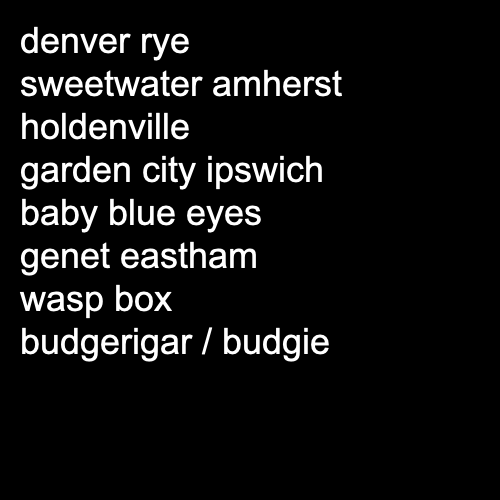 denver rye
sweetwater amherst
holdenville
garden city ipswich
baby blue eyes
genet eastham
wasp box
budgerigar / budgie